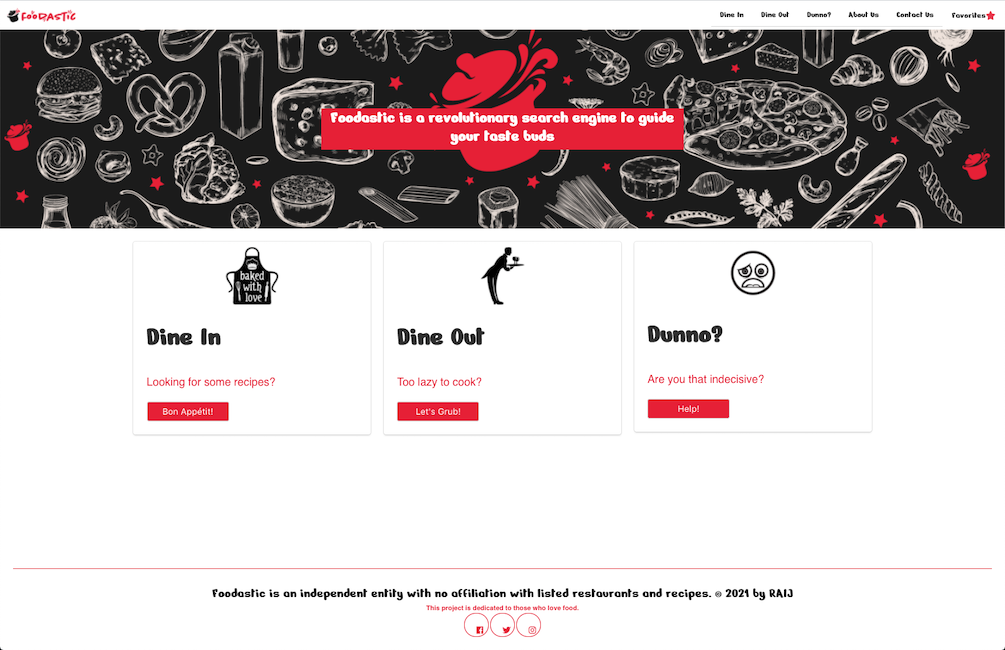 FOODASTIC
Dine In Dine Out Dunno? About Us Contact Us Favorites
Foodastic is a revolutionary search engine to guide
your taste buds
baked
with
love
Dine In
Looking for some recipes?
Bon Appétit!
Dine Out
Too lazy to cook?
Let's Grub!
Dunno?
Are you that indecisive?
Help!
Foodastic is an independent entity with no affiliation with listed restaurants and recipes. © 2021 by RAIJ
This project is dedicated to those who love food.